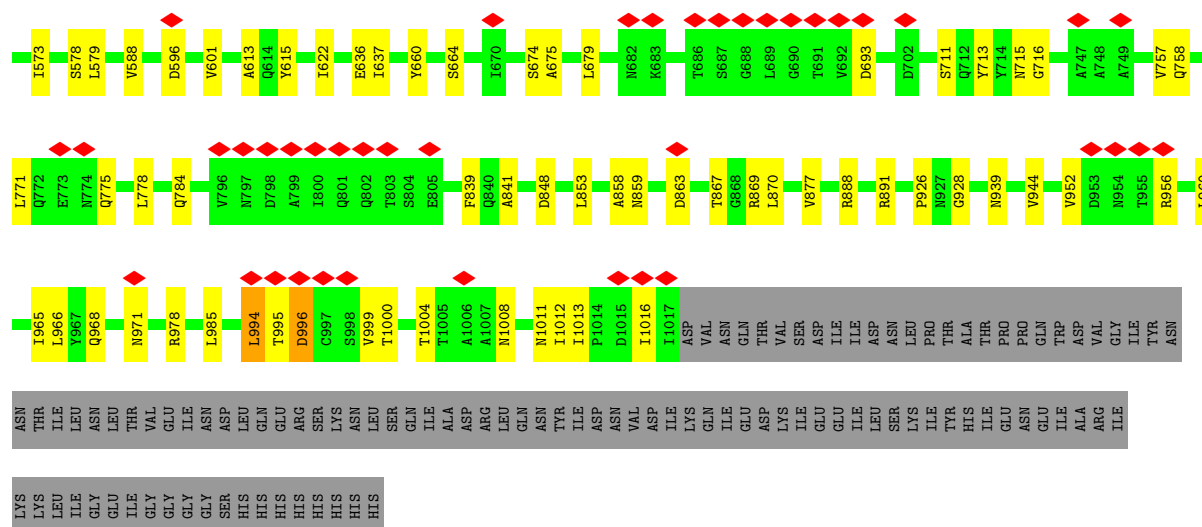 I573 S578 L579 V588 D596 V601 A613 Q614 Y615 I622 E636 I637 Y660 S664 I670 S674 A675 L679 N682 K683 T686 S687 G688 L689 G690 T691 V692 D693 D702 S711 Q712 Y713 Y714 N715 G716 A747 A748 A749 V757 Q758
L771 Q772 E773 N774 Q775 L778 Q784 V796 N797 D798 A799 I800 Q801 Q802 T803 S804 E805 F839 Q840 A841 D848 L853 A858 N859 D863 T867 G868 R869 L870 V877 R888 R891 P926 N927 G928 N939 V944 V952 D953 N954 T955 R956
I965 L966 Y967 Q968 N971 R978 L985 L994 T995 D996 C997 S998 V999 T1000 T1004 T1005 A1006 A1007 N1008 N1011 I1012 I1013 P1014 D1015 I1016 I1017 ASP VAL ASN GLN THR VAL SER ASP ILE ILE ASP ASN LEU PRO THR ALA THR PRO PRO GLN TRP ASP VAL GLY ILE TYR ASN
ASN THR ILE LEU ASN LEU THR VAL GLU ILE ASN ASP LEU GLN GLU ARG SER LYS ASN LEU SER GLN ILE ALA ASP ARG LEU GLN ASN TYR ILE ASP ASN VAL ASP ILE LYS GLN ILE GLU ASP LYS ILE GLU GLU ILE LEU SER LYS ILE TYR HIS ILE GLU ASN GLU ILE ALA ARG ILE
LYS LYS LEU ILE GLY GLU ILE GLY GLY GLY GLY SER HIS HIS HIS HIS HIS HIS HIS HIS